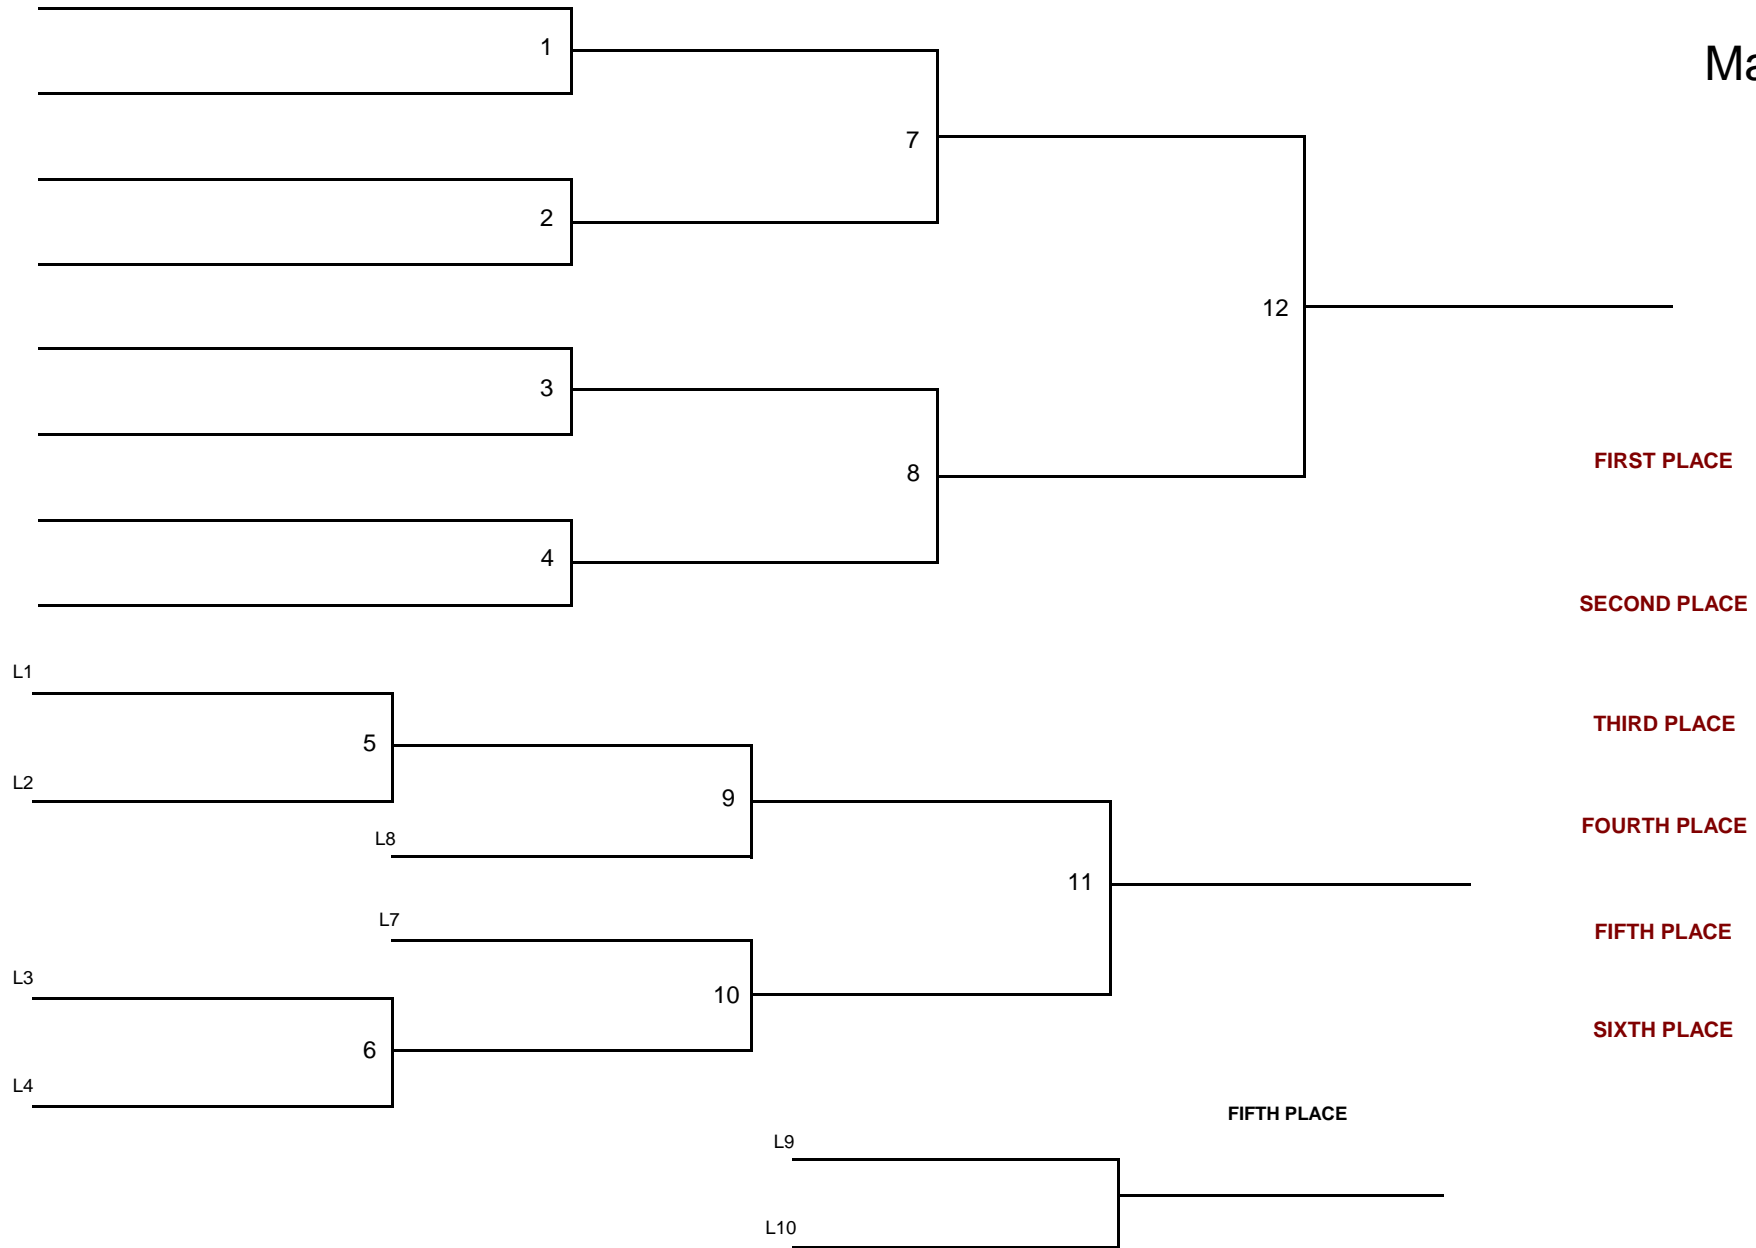 1
Ma
7
2
12
3
FIRST PLACE
8
4
SECOND PLACE
L1
THIRD PLACE
5
L2
9
FOURTH PLACE
L8
11
L7
FIFTH PLACE
L3
10
SIXTH PLACE
6
L4
FIFTH PLACE
L9
L10